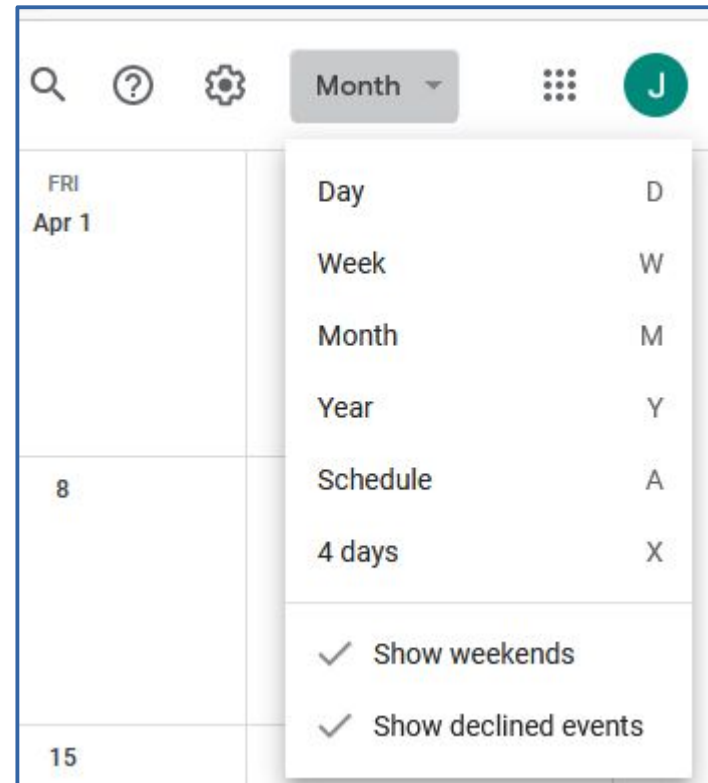 Month
J
FRI
Apr 1
Day D
Week W
Month M
Year Y
8
Schedule A
4 days X
Show weekends
Show declined events
15